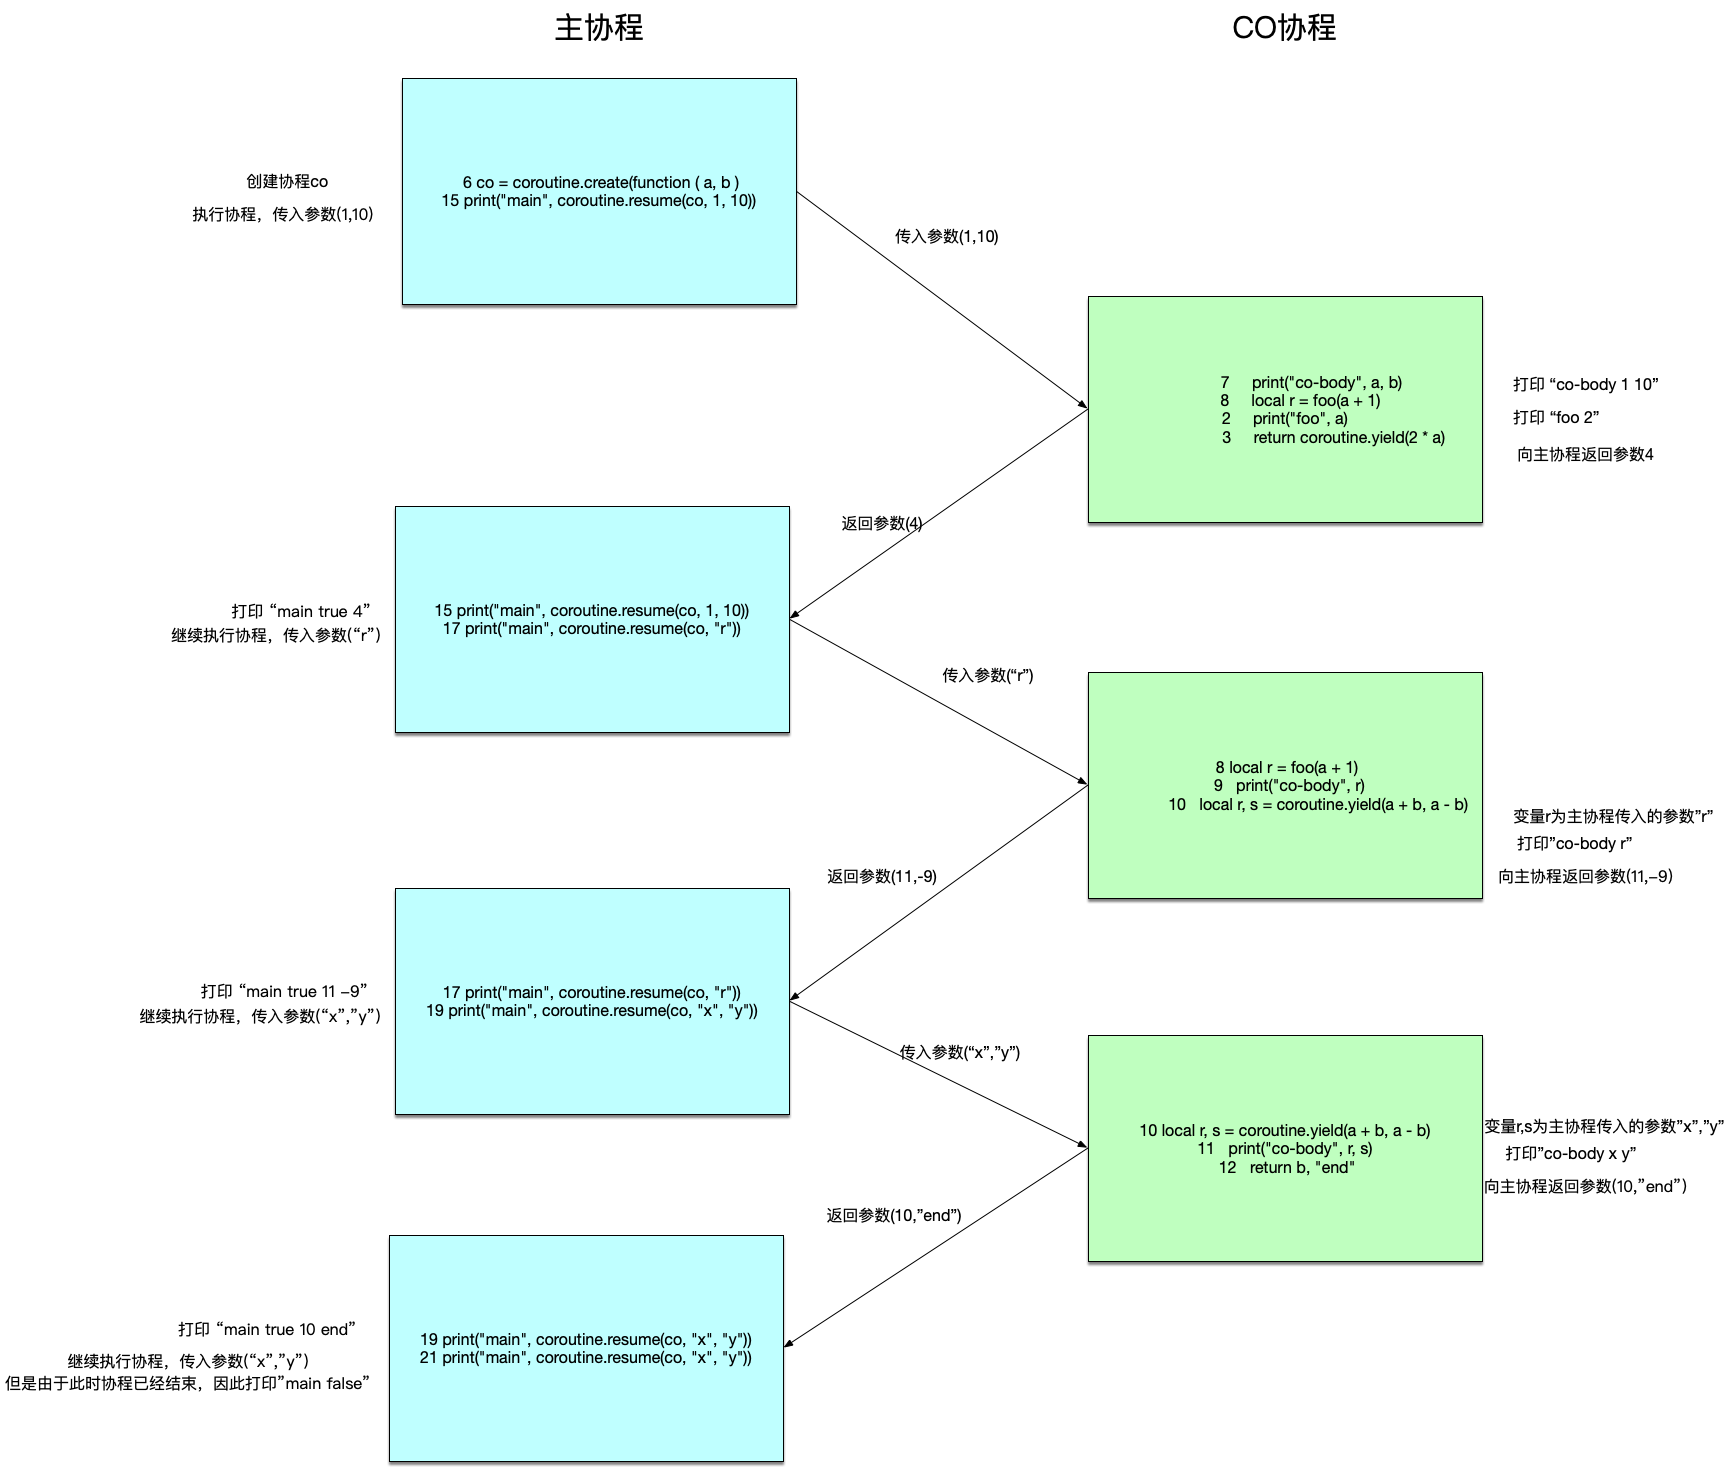 主协程
CO协程
创建协程co
执行协程，传入参数(1,10)
6 co = coroutine.create(function ( a, b )
15 print("main", coroutine.resume(co, 1, 10))
传入参数(1,10)
7 print("co-body", a, b)
8 local r = foo(a + 1)
2 print("foo", a)
3 return coroutine.yield(2 * a)
打印 “co-body 1 10”
打印 “foo 2”
向主协程返回参数4
返回参数(4)
打印 “main true 4”
继续执行协程，传入参数(“r”)
15 print("main", coroutine.resume(co, 1, 10))
17 print("main", coroutine.resume(co, "r"))
传入参数(“r”)
8 local r = foo(a + 1)
9 print("co-body", r)
10 local r, s = coroutine.yield(a + b, a - b)
变量r为主协程传入的参数”r”
打印”co-body r”
向主协程返回参数(11,–9)
返回参数(11,-9)
打印 “main true 11 –9”
继续执行协程，传入参数(“x”,”y”)
17 print("main", coroutine.resume(co, "r"))
19 print("main", coroutine.resume(co, "x", "y"))
传入参数(“x”,”y”)
10 local r, s = coroutine.yield(a + b, a - b)
11 print("co-body", r, s)
12 return b, "end"
变量r,s为主协程传入的参数”x”,”y”
打印”co-body x y”
向主协程返回参数(10,”end”)
返回参数(10,”end”)
打印 “main true 10 end”
继续执行协程，传入参数(“x”,”y”)
但是由于此时协程已经结束，因此打印”main false”
19 print("main", coroutine.resume(co, "x", "y"))
21 print("main", coroutine.resume(co, "x", "y"))